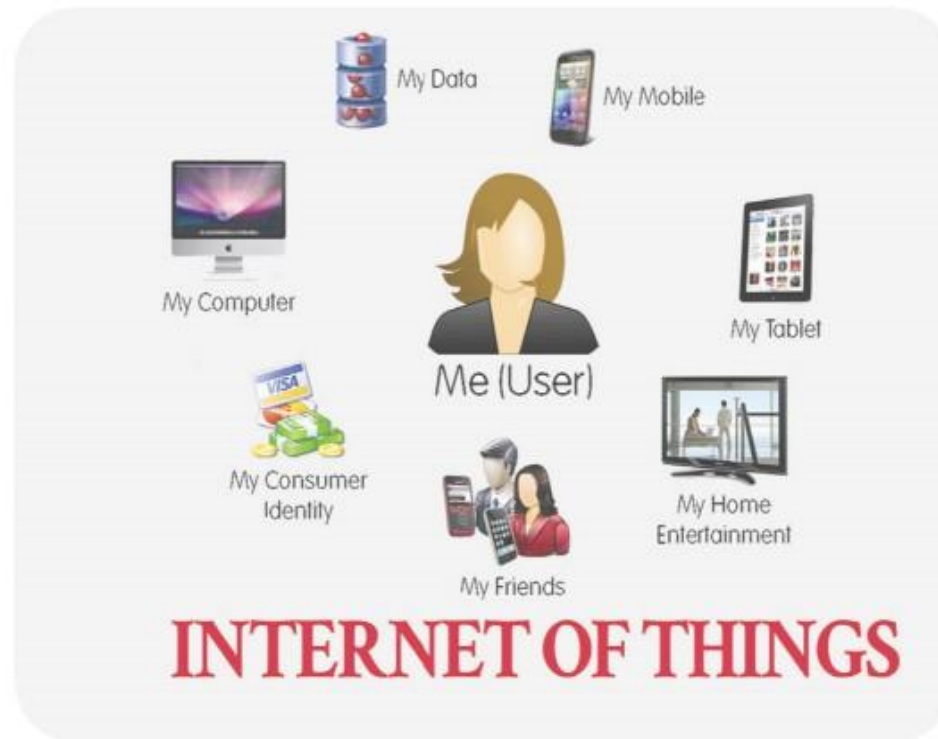 My Data
My Mobile
My Computer
My Tablet
Me (User)
VISA
My Consumer
Identity
My Home
Entertainment
My Friends
INTERNET OF THINGS